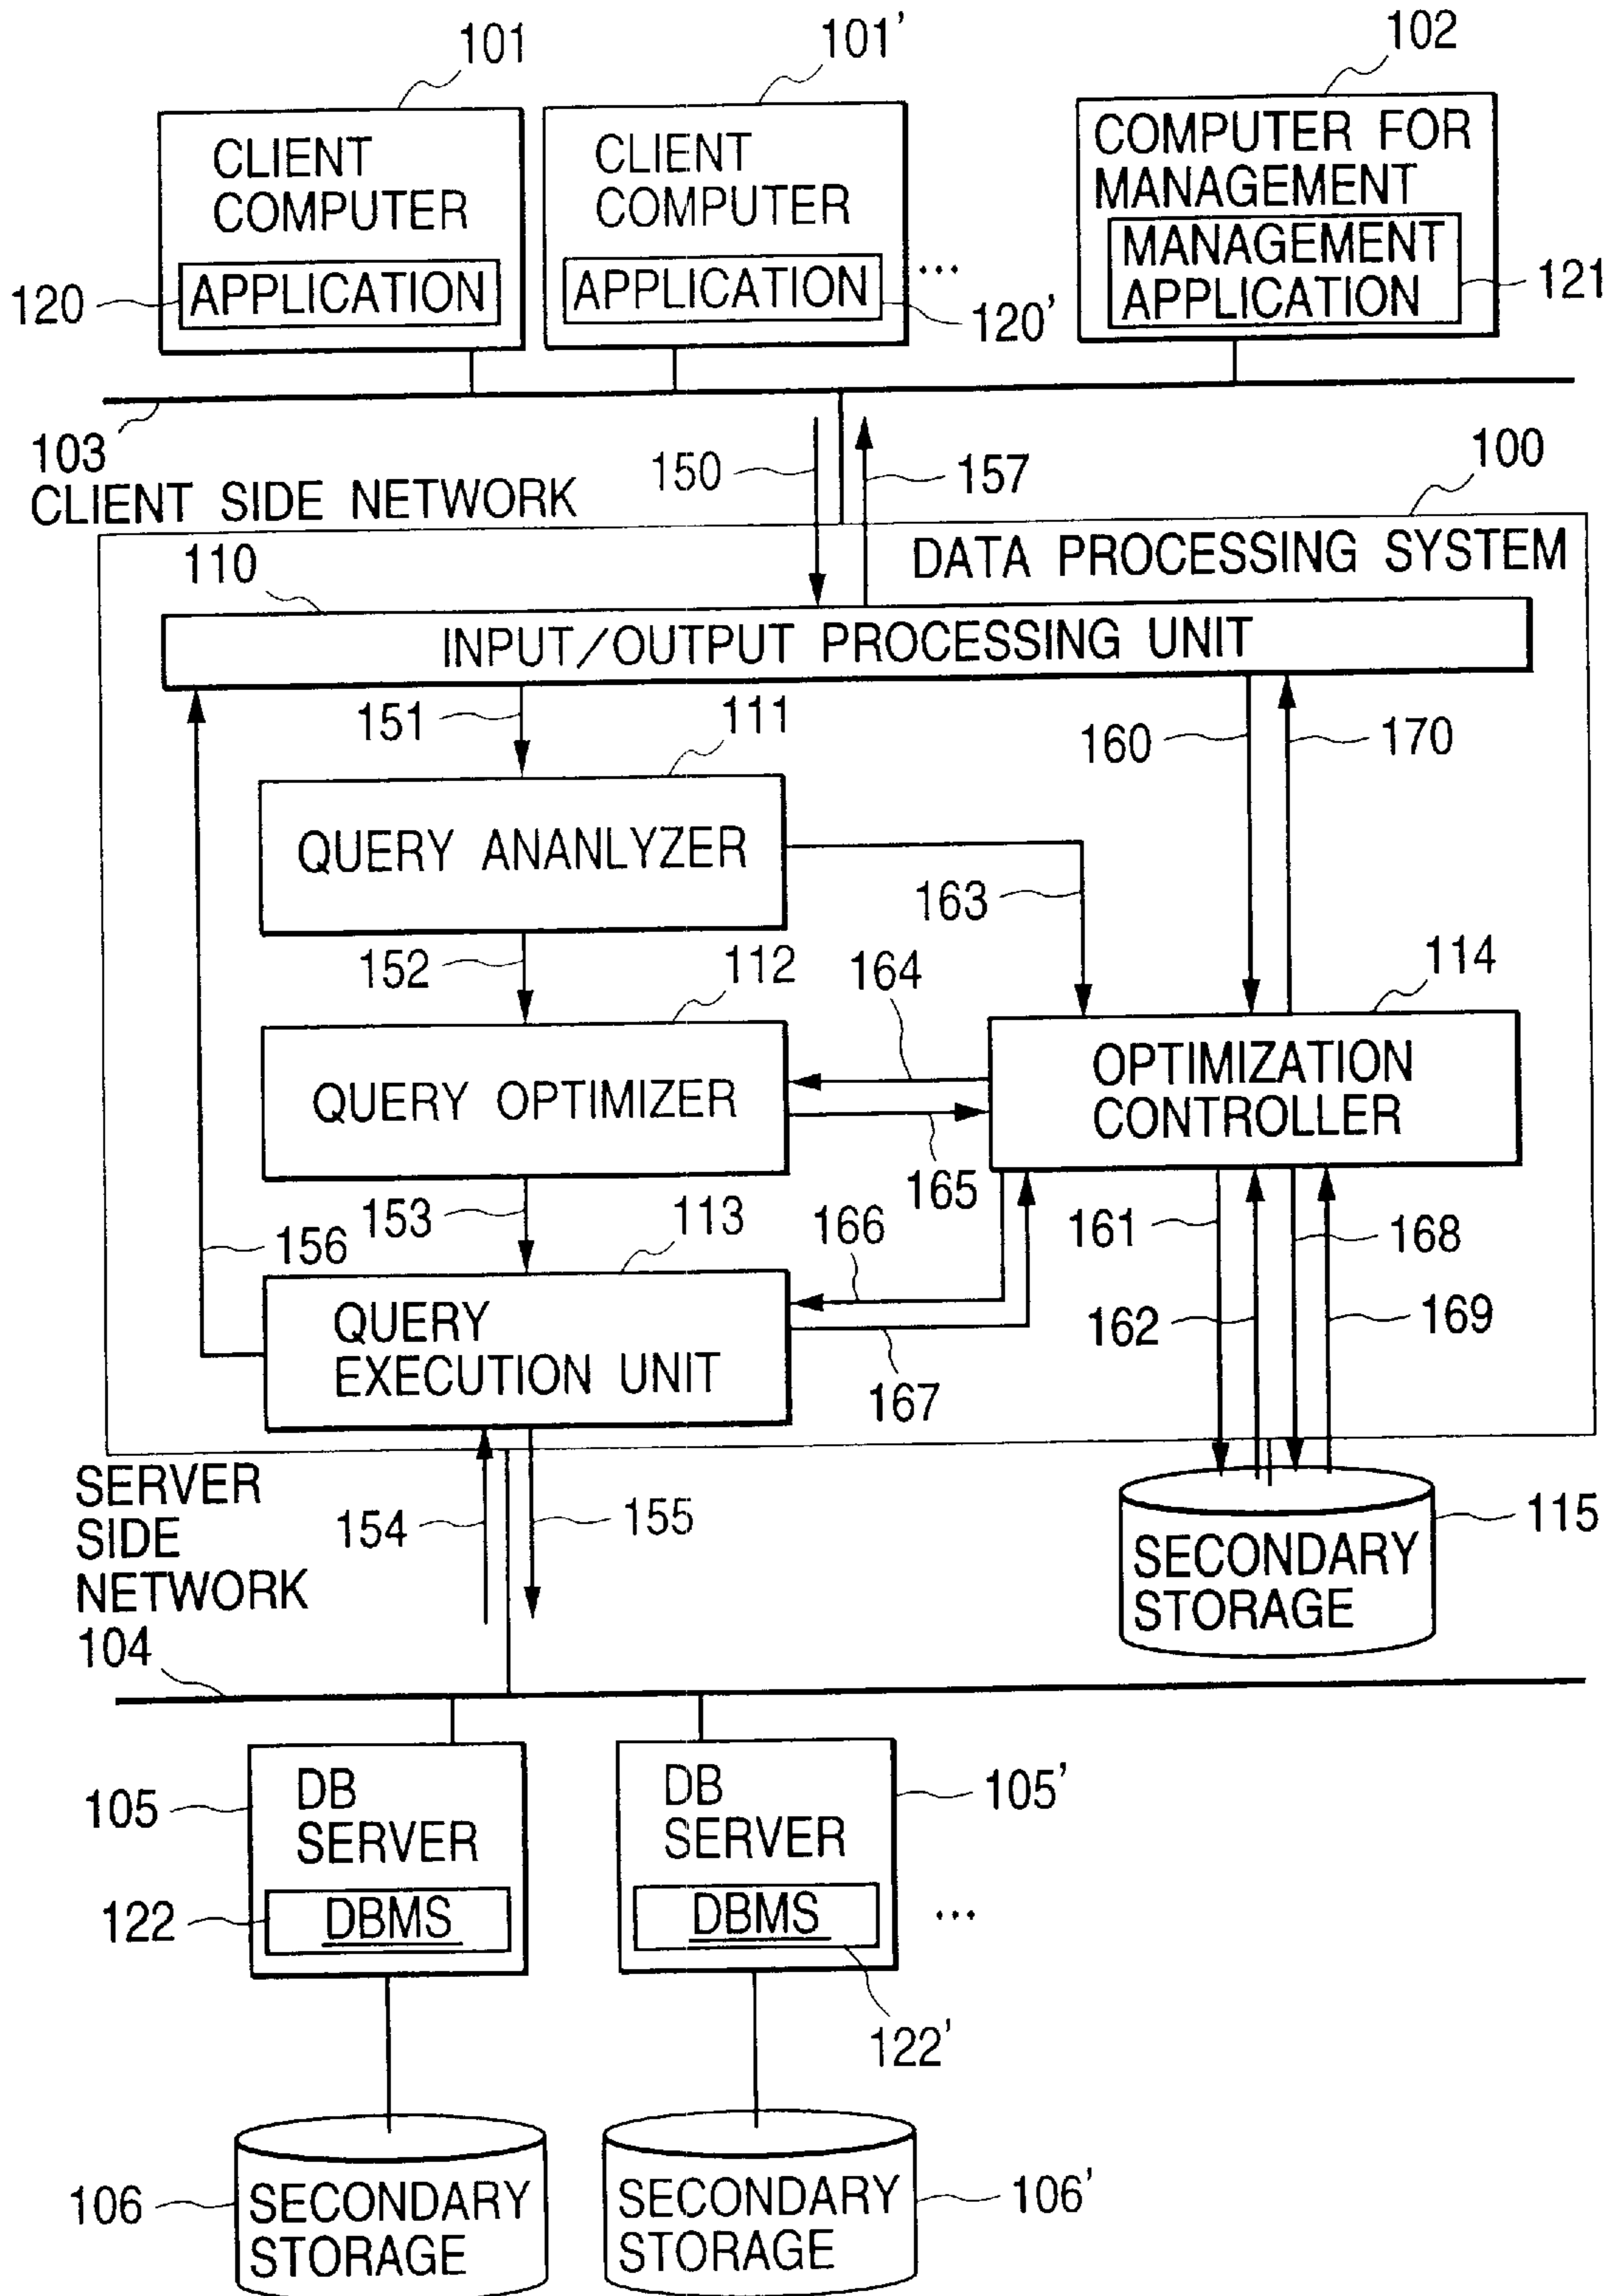 101
101'
102
CLIENT
COMPUTER
APPLICATION
CLIENT
COMPUTER
APPLICATION
...
COMPUTER FOR
MANAGEMENT
MANAGEMENT
APPLICATION
120
120'
121
103
CLIENT SIDE NETWORK
150
157
100
DATA PROCESSING SYSTEM
110
INPUT/OUTPUT PROCESSING UNIT
151
111
160
170
QUERY ANANLYZER
163
152
112
164
114
QUERY OPTIMIZER
OPTIMIZATION
CONTROLLER
165
153
113
166
161
168
156
QUERY
EXECUTION UNIT
162
169
167
SERVER
SIDE
NETWORK
104
154
155
115
SECONDARY
STORAGE
105
DB
SERVER
DBMS
122
DB
SERVER
DBMS
105'
...
122'
106
SECONDARY
STORAGE
SECONDARY
STORAGE
106'